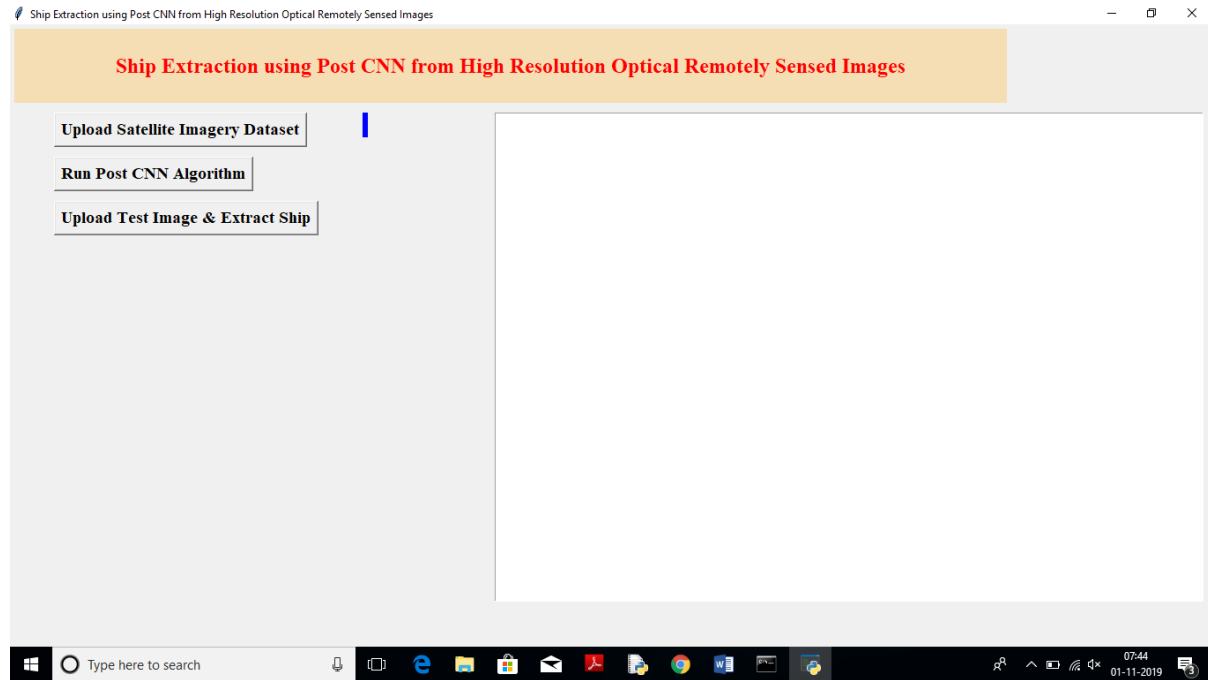 Ship Extraction using Post CNN from High Resolution Optical Remotely Sensed Images
Ship Extraction using Post CNN from High Resolution Optical Remotely Sensed Images
Upload Satellite Imagery Dataset
Run Post CNN Algorithm
Upload Test Image & Extract Ship
Type here to search
07:44
01-11-2019
3